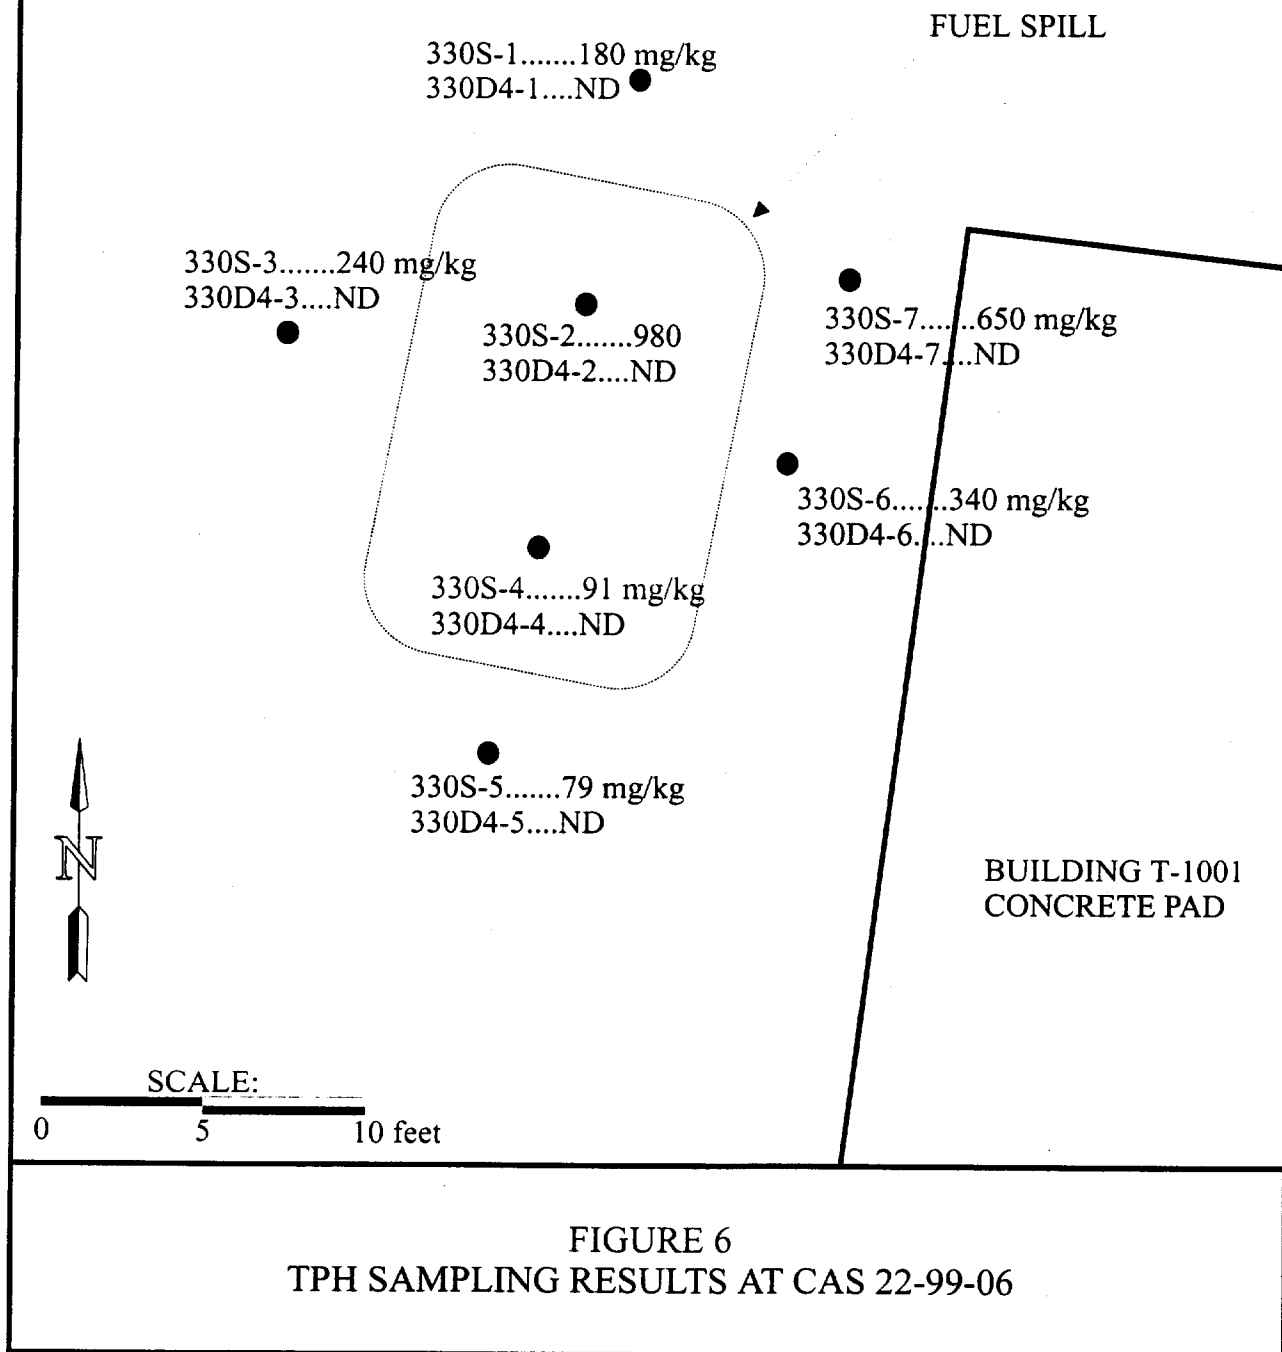 FUEL SPILL
330S-1.......180 mg/kg
330D4-1....ND
330S-3.......240 mg/kg
330D4-3....ND
330S-2.......980
330D4-2....ND
330S-7.......650 mg/kg
330D4-7....ND
330S-6.......340 mg/kg
330D4-6....ND
330S-4.......91 mg/kg
330D4-4....ND
330S-5.......79 mg/kg
330D4-5....ND
N
BUILDING T-1001
CONCRETE PAD
SCALE:
0 5 10 feet
FIGURE 6
TPH SAMPLING RESULTS AT CAS 22-99-06